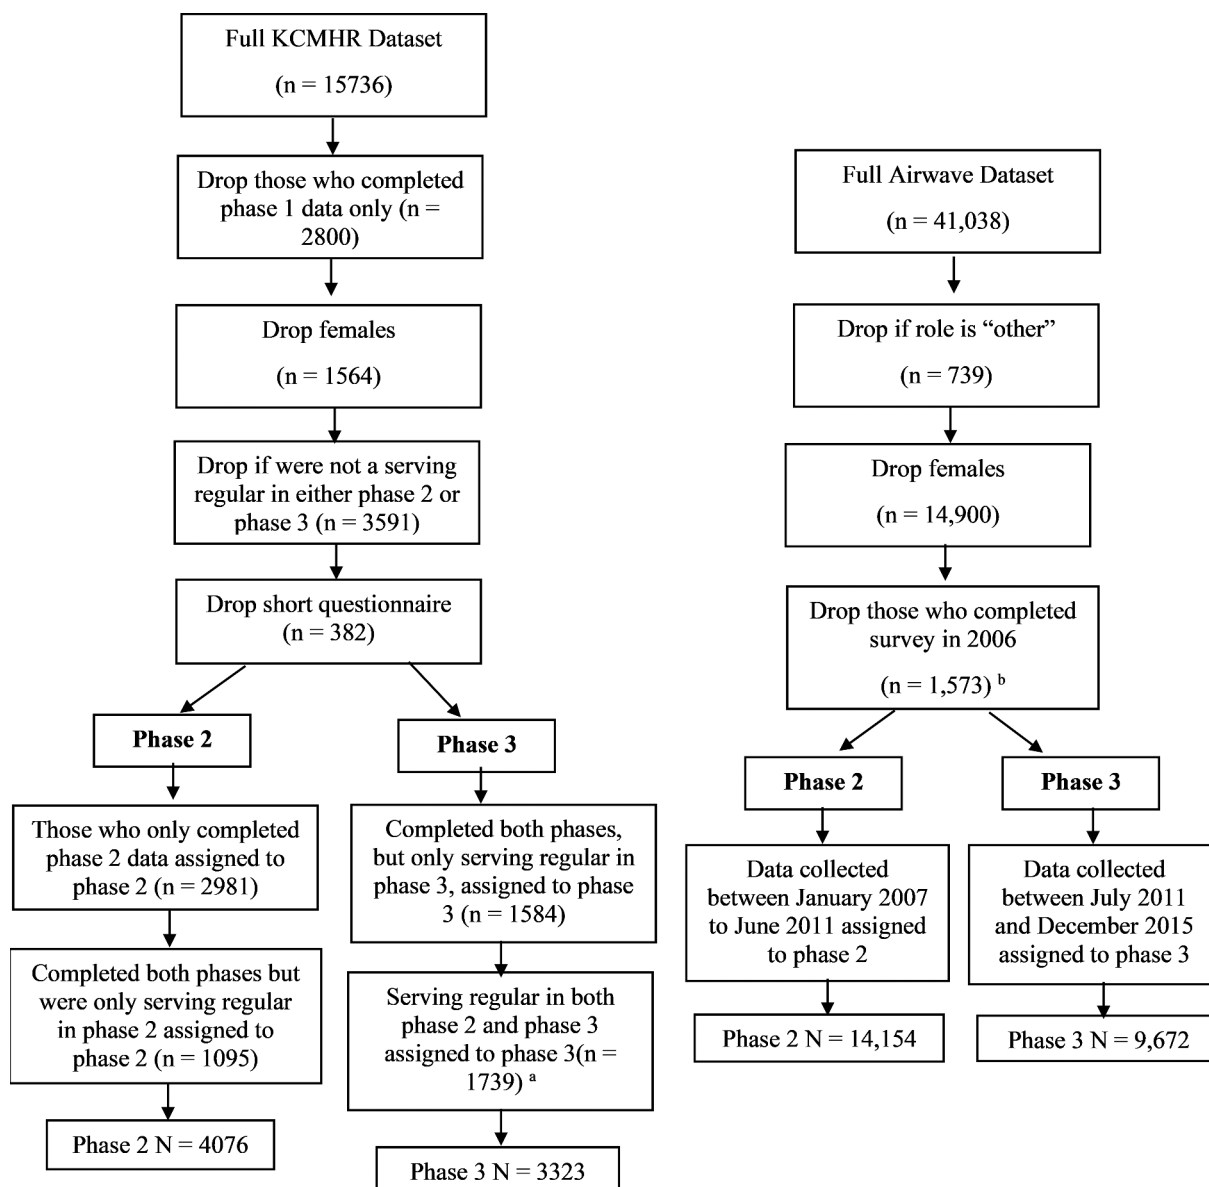 Full KCMHR Dataset
(n = 15736)
Drop those who completed
phase 1 data only (n =
2800)
Drop females
(n = 1564)
Drop if were not a serving
regular in either phase 2 or
phase 3 (n = 3591)
Drop short questionnaire
(n = 382)
Phase 2
Those who only completed
phase 2 data assigned to
phase 2 (n = 2981)
Completed both phases but
were only serving regular
in phase 2 assigned to
phase 2 (n = 1095)
Phase 2 N = 4076
Phase 3
Completed both phases,
but only serving regular in
phase 3, assigned to phase
3 (n = 1584)
Serving regular in both
phase 2 and phase 3
assigned to phase 3(n =
1739) a
Phase 3 N = 3323
Full Airwave Dataset
(n = 41,038)
Drop if role is “other”
(n = 739)
Drop females
(n = 14,900)
Drop those who completed
survey in 2006
(n = 1,573) b
Phase 2
Data collected
between January 2007
to June 2011 assigned
to phase 2
Phase 2 N = 14,154
Phase 3
Data collected
between July 2011
and December 2015
assigned to phase 3
Phase 3 N = 9,672